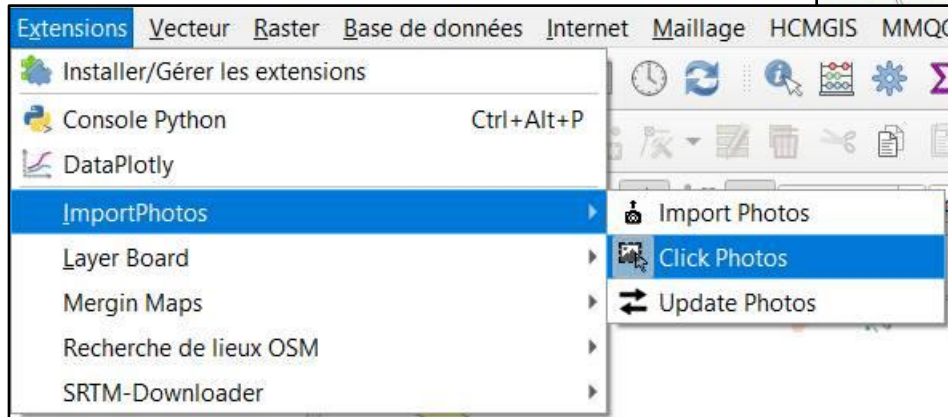 Extensions Vecteur Raster Base de données Internet Maillage HCMGIS
Installer/Gérer les extensions
Console Python Ctrl+Alt+P
DataPlotly
ImportPhotos
Import Photos
Layer Board
Click Photos
Mergin Maps
Update Photos
Recherche de lieux OSM
SRTM-Downloader